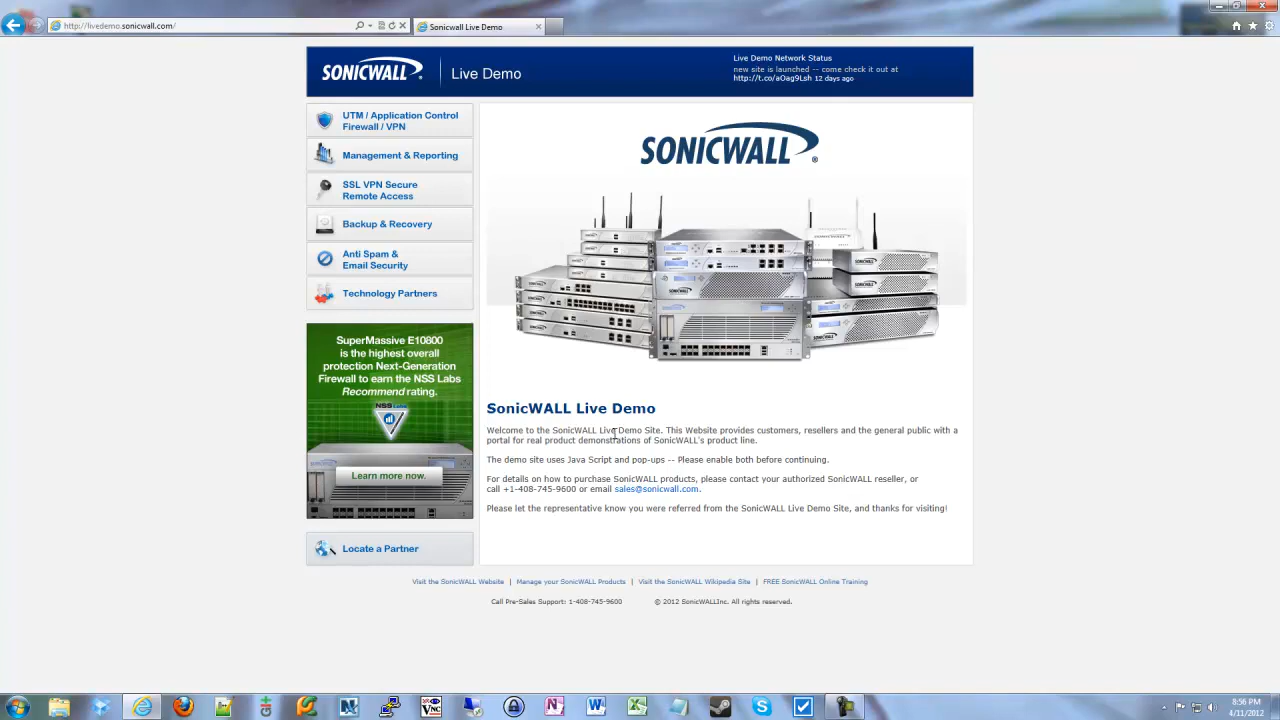 http://livedemo.sonicwall.com/
Sonicwall Live Demo
SONICWALL
Live Demo
Live Demo Network Status
new site is launched -- come check it out at
http://t.co/aOag9Lsh 12 days ago
UTM / Application Control
Firewall / VPN
Management & Reporting
SSL VPN Secure
Remote Access
Backup & Recovery
Anti Spam &
Email Security
Technology Partners
SuperMassive E10800
is the highest overall
protection Next-Generation
Firewall to earn the NSS Labs
Recommend rating.
NSS Labs
Learn more now.
Locate a Partner
SONICWALL
SonicWALL Live Demo
Welcome to the SonicWALL Live Demo Site. This Website provides customers, resellers and the general public with a
portal for real product demonstrations of SonicWALL's product line.
The demo site uses Java Script and pop-ups -- Please enable both before continuing.
For details on how to purchase SonicWALL products, please contact your authorized SonicWALL reseller, or
call +1-408-745-9600 or email sales@sonicwall.com.
Please let the representative know you were referred from the SonicWALL Live Demo Site, and thanks for visiting!
Visit the SonicWALL Website | Manage your SonicWALL Products | Visit the SonicWALL Wikipedia Site | FREE SonicWALL Online Training
Call Pre-Sales Support: 1-408-745-9600 © 2012 SonicWALLInc. All rights reserved.
8:56 PM
4/11/2012